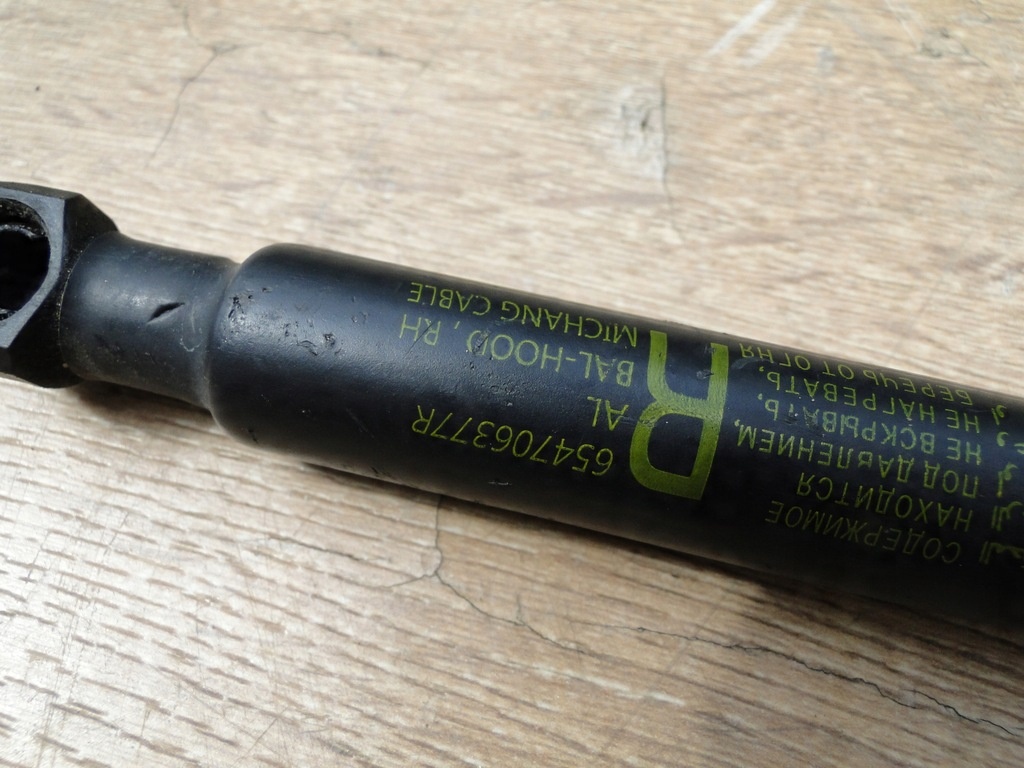 СОДЕРЖИМОЕ
НАХОДИТСЯ
ПОД ДАВЛЕНИЕМ,
НЕ ВСКРЫВАТЬ,
НЕ НАГРЕВАТЬ,
БЕРЕЧЬ ОТ ОГНЯ
R
654706377R
AL
BAL-HOOD , RH
MICHANG CABLE